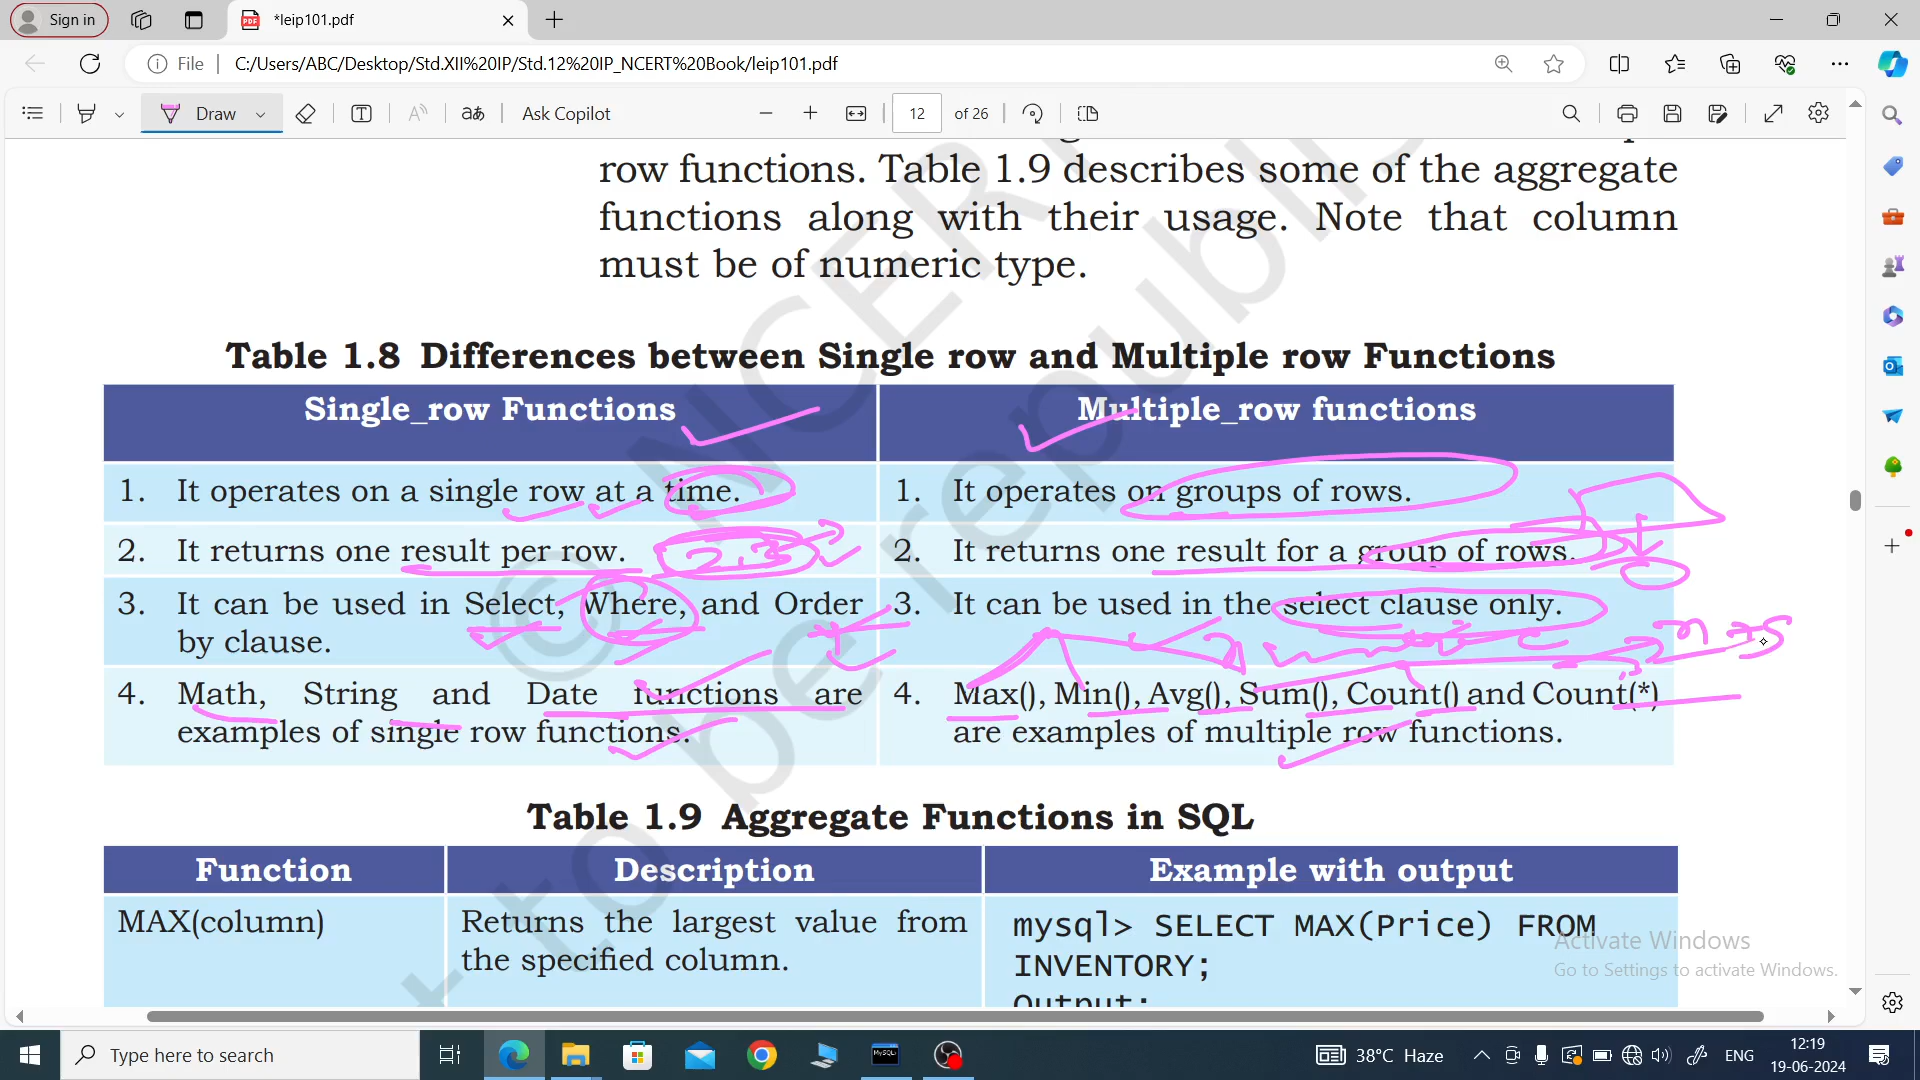 Sign in
*leip101.pdf
File
C:/Users/ABC/Desktop/Std.XII%20IP/Std.12%20IP_NCERT%20Book/leip101.pdf
Draw
Ask Copilot
12 of 26
row functions. Table 1.9 describes some of the aggregate
functions along with their usage. Note that column
must be of numeric type.
Table 1.8 Differences between Single row and Multiple row Functions
Single_row Functions
Multiple_row functions
1. It operates on a single row at a time.
1. It operates on groups of rows.
2. It returns one result per row.
2. It returns one result for a group of rows.
3. It can be used in Select, Where, and Order
by clause.
3. It can be used in the select clause only.
4. Math, String and Date functions are
examples of single row functions.
4. Max(), Min(), Avg(), Sum(), Count() and Count(*)
are examples of multiple row functions.
Table 1.9 Aggregate Functions in SQL
Function
Description
Example with output
MAX(column)
Returns the largest value from
the specified column.
mysql> SELECT MAX(Price) FROM
INVENTORY;
Output:
© NCERT
to be republis
Activate Windows
Go to Settings to activate Windows.
Type here to search
38°C Haze
ENG
12:19
19-06-2024